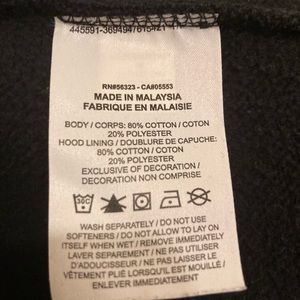 RN#56323 - CA#05553
MADE IN MALAYSIA
FABRIQUE EN MALAISIE
BODY / CORPS: 80% COTTON / COTON
20% POLYESTER
HOOD LINING / DOUBLURE DE CAPUCHE:
80% COTTON / COTON
20% POLYESTER
EXCLUSIVE OF DECORATION /
DECORATION NON COMPRISE
30C
WASH SEPARATELY / DO NOT USE
SOFTENERS / DO NOT ALLOW TO LAY ON
ITSELF WHEN WET / REMOVE IMMEDIATELY
LAVER SEPAREMENT / NE PAS UTILISER
D'ADOUCISSEUR / NE PAS LAISSER LE
VÊTEMENT PLIÉ LORSQU'IL EST MOUILLÉ /
ENLEVER IMMEDIATEMENT